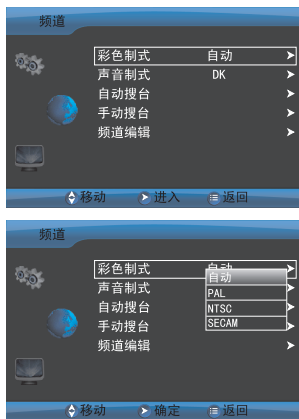 频道
彩色制式 自动
声音制式 DK
自动搜台
手动搜台
频道编辑
移动 进入 返回
频道
彩色制式 自动
自动
声音制式
PAL
自动搜台 NTSC
手动搜台 SECAM
频道编辑
移动 确定 返回